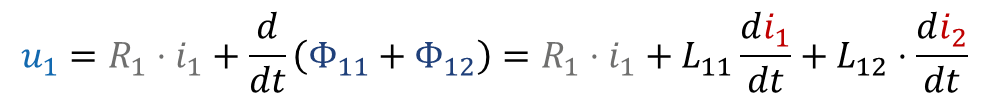 u₁ = R₁ · i₁ + d/dt (Φ₁₁ + Φ₁₂) = R₁ · i₁ + L₁₁ di₁/dt + L₁₂ · di₂/dt